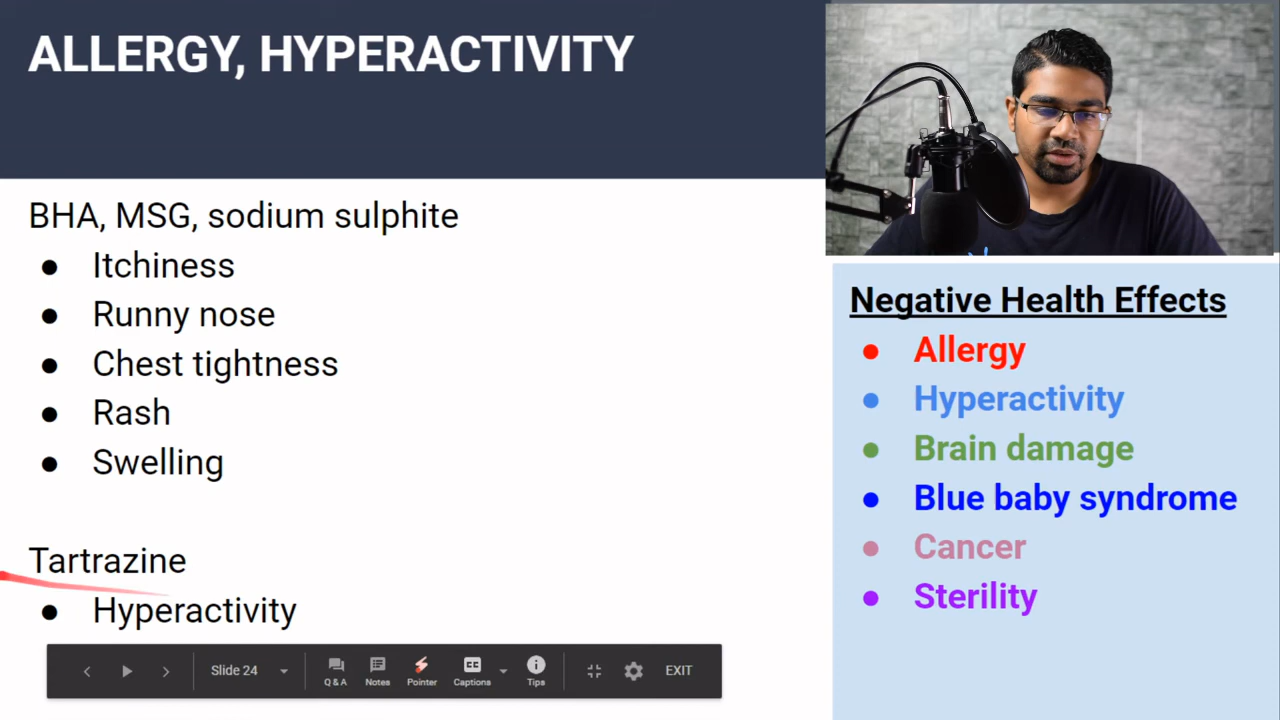 ALLERGY, HYPERACTIVITY
BHA, MSG, sodium sulphite
● Itchiness
● Runny nose
● Chest tightness
● Rash
● Swelling
Tartrazine
● Hyperactivity
Negative Health Effects
● Allergy
● Hyperactivity
● Brain damage
● Blue baby syndrome
● Cancer
● Sterility
Slide 24
Q & A Notes Pointer Captions Tips EXIT
CC